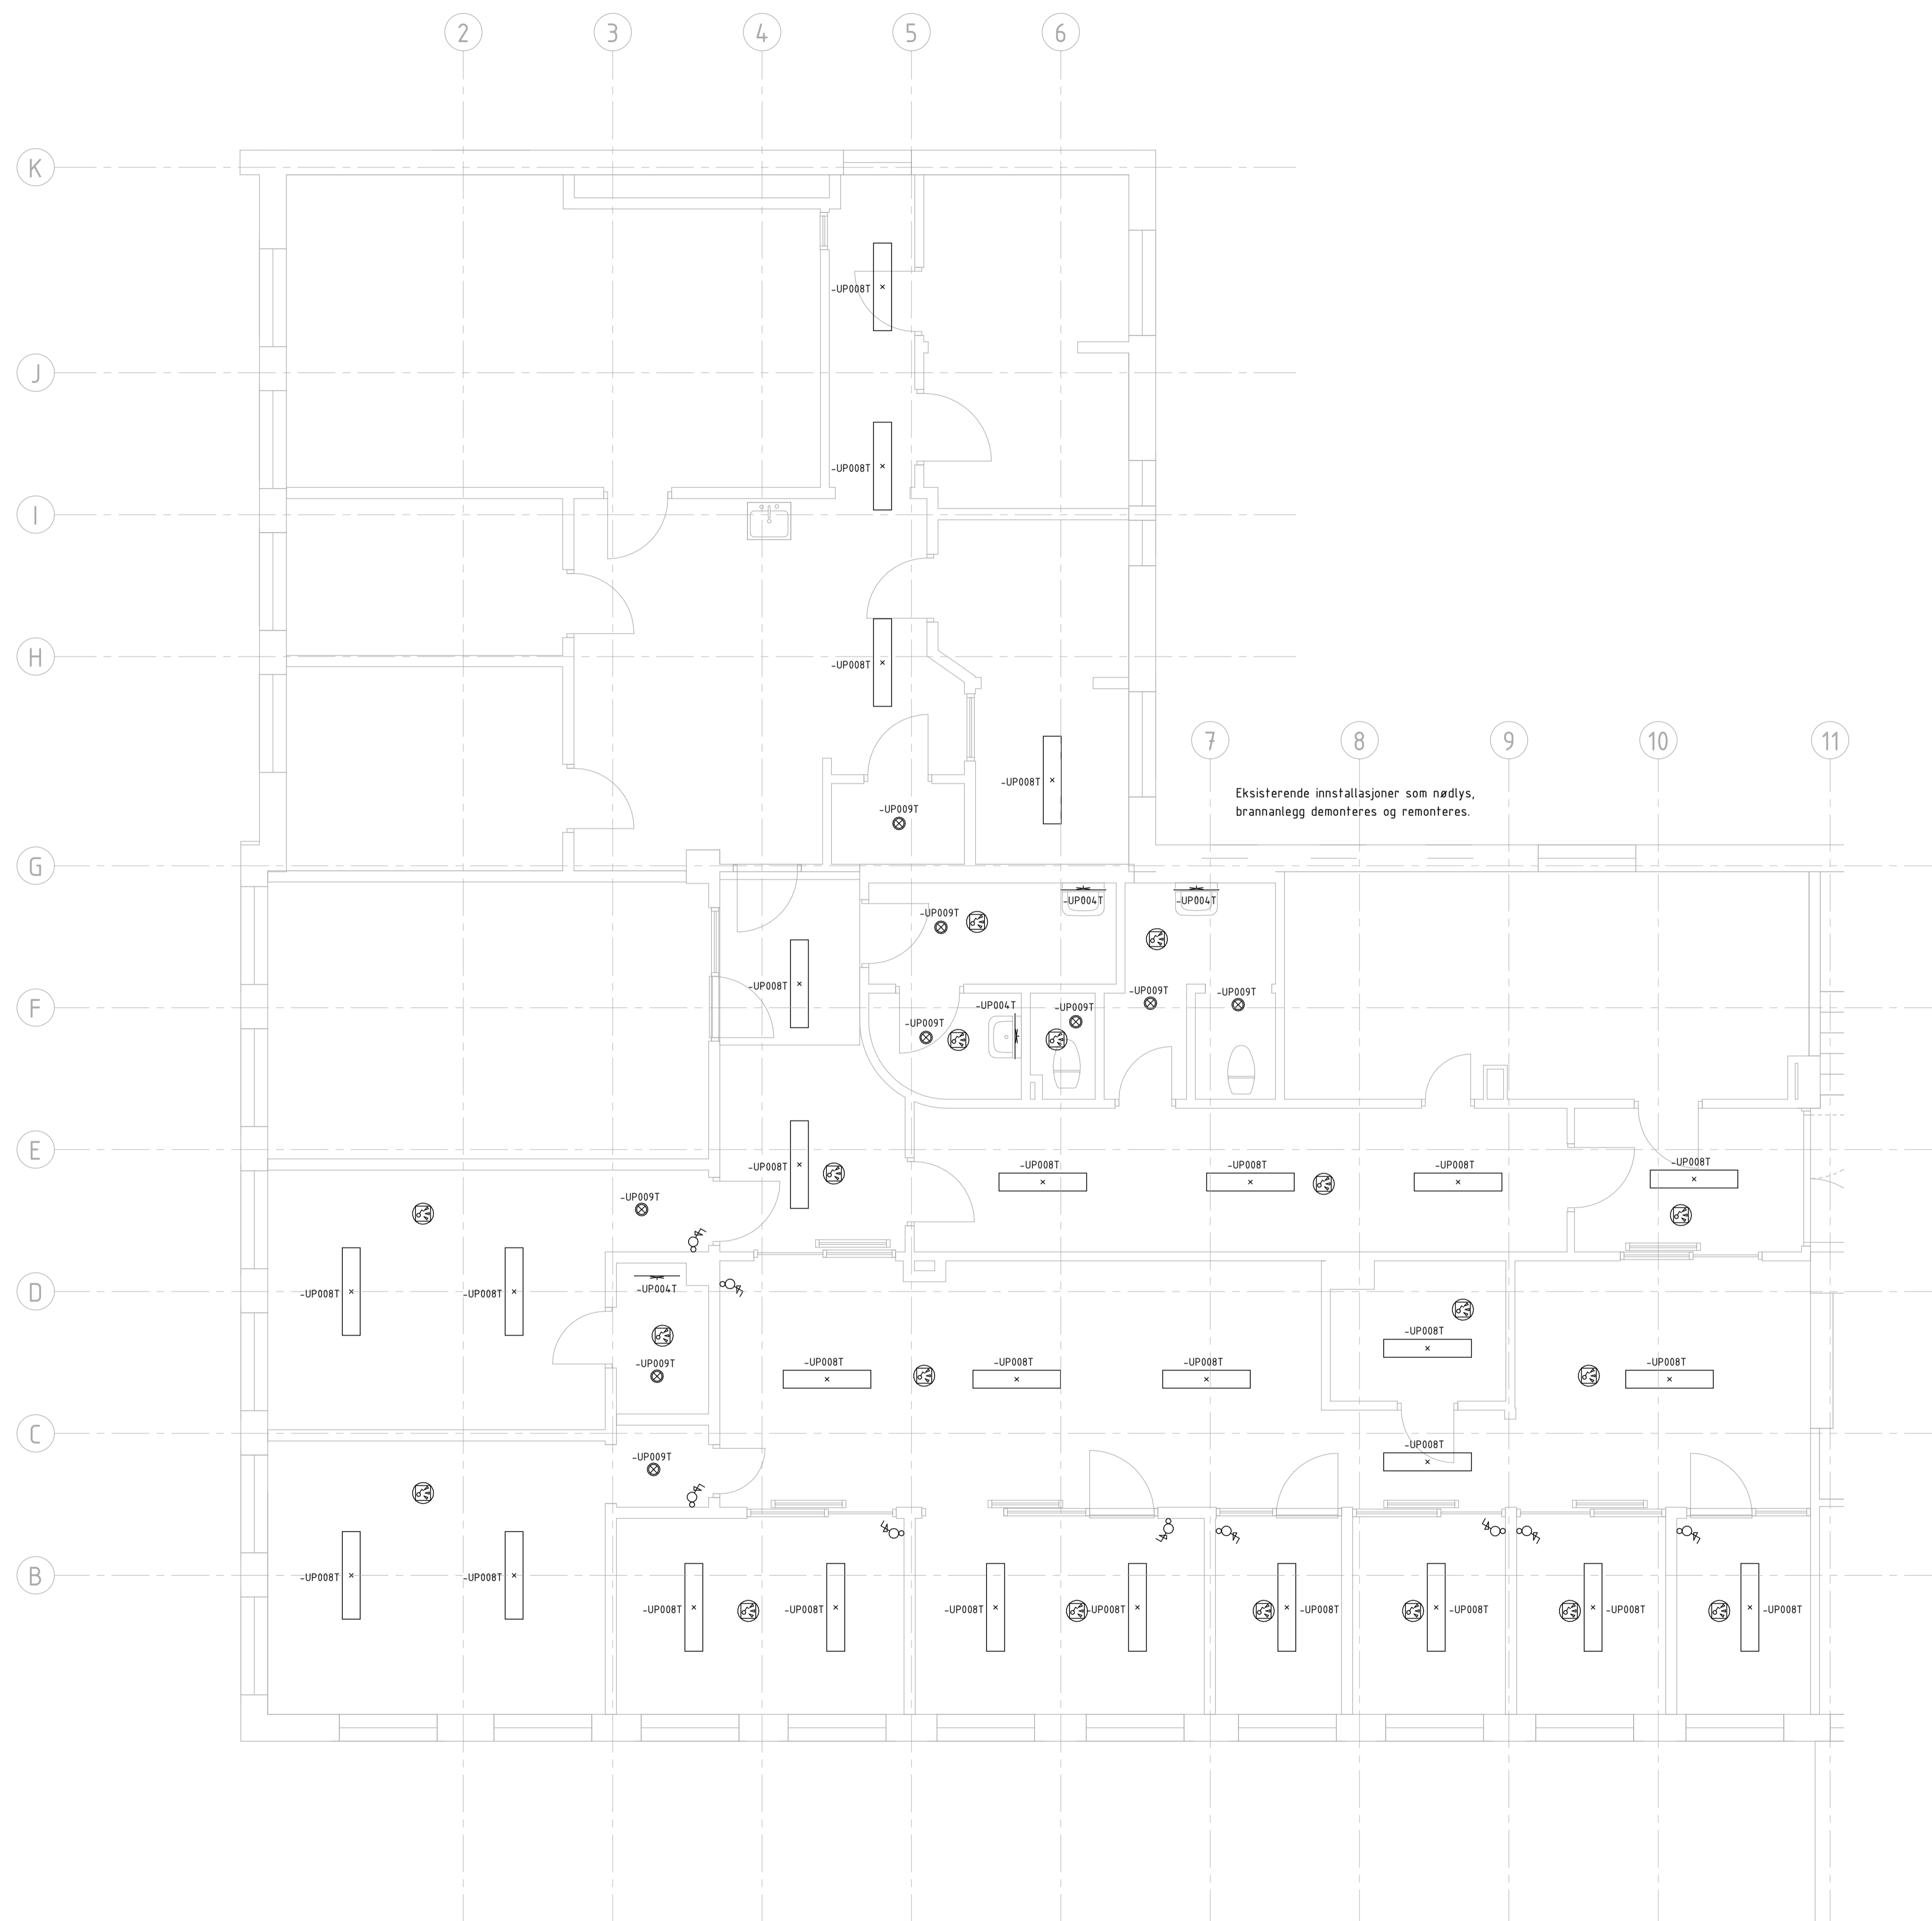 2 3 4 5 6
K
-UP008T
J
-UP008T
I
H
-UP008T
7 8 9 10 11
-UP008T
Eksisterende innstallasjoner som nødlys,
brannanlegg demonteres og remonteres.
-UP009T
G
-UP004T -UP004T
-UP009T
-UP008T
-UP009T -UP009T
F
-UP004T -UP009T
-UP009T
E
-UP008T -UP008T -UP008T -UP008T -UP008T
-UP009T
D
-UP004T
-UP008T -UP008T
-UP008T
-UP009T -UP008T -UP008T -UP008T -UP008T
C
-UP008T
-UP009T
B
-UP008T -UP008T
-UP008T -UP008T -UP008T -UP008T -UP008T -UP008T -UP008T -UP008T